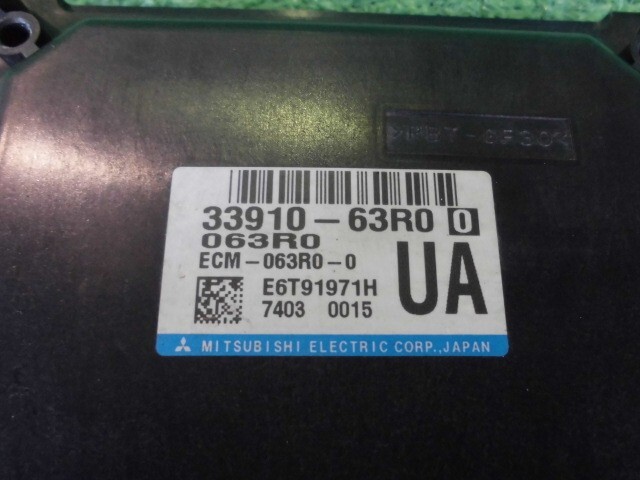 33910-63R0 0
063R0
ECM-063R0-0
UA
E6T91971H
7403 0015
MITSUBISHI ELECTRIC CORP.,JAPAN